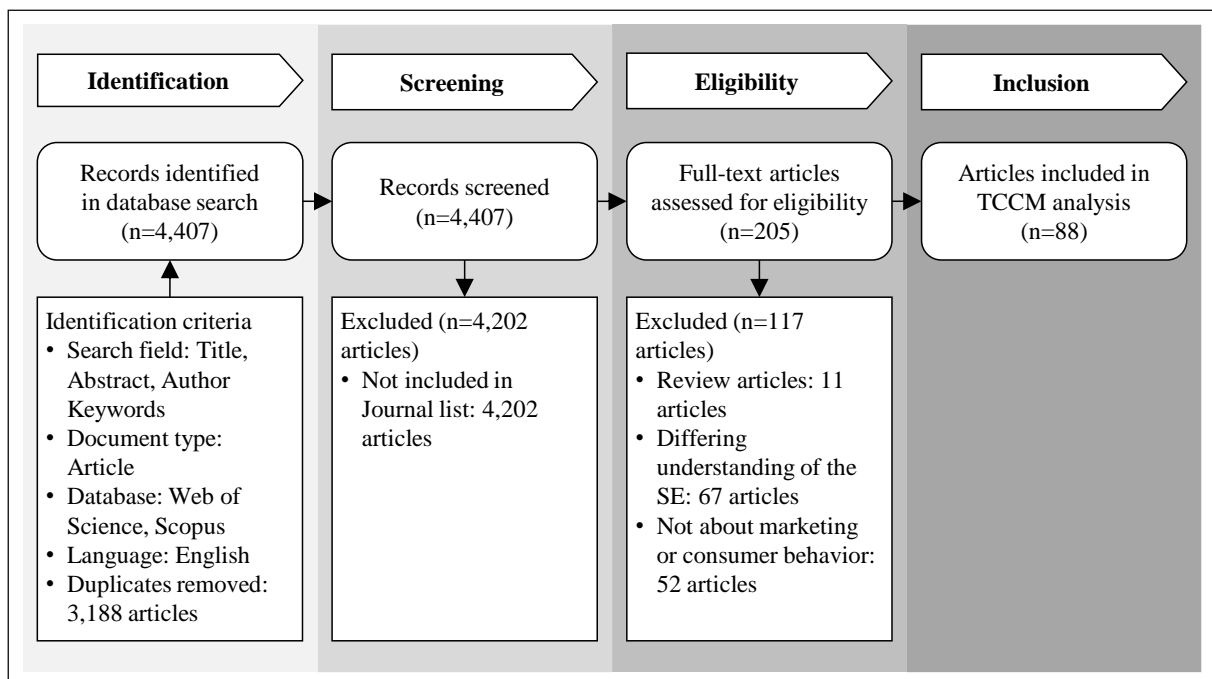 Identification
Screening
Eligibility
Inclusion
Records identified
in database search
(n=4,407)
Records screened
(n=4,407)
Full-text articles
assessed for eligibility
(n=205)
Articles included in
TCCM analysis
(n=88)
Identification criteria
• Search field: Title,
Abstract, Author
Keywords
• Document type:
Article
• Database: Web of
Science, Scopus
• Language: English
• Duplicates removed:
3,188 articles
Excluded (n=4,202
articles)
• Not included in
Journal list: 4,202
articles
Excluded (n=117
articles)
• Review articles: 11
articles
• Differing
understanding of the
SE: 67 articles
• Not about marketing
or consumer behavior:
52 articles